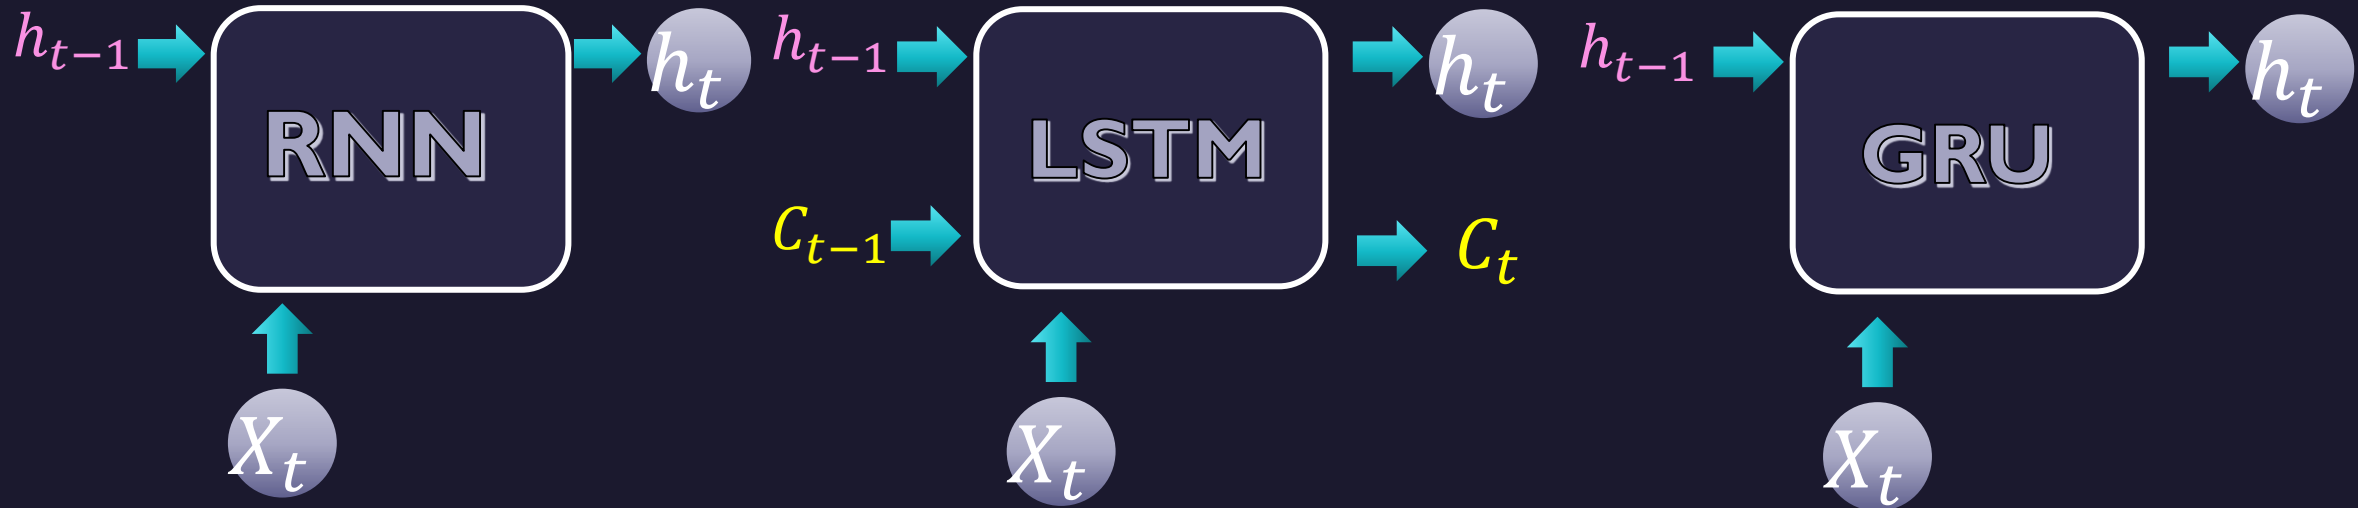 h_{t-1} RNN h_t
X_t
h_{t-1} LSTM h_t
C_{t-1} C_t
X_t
h_{t-1} GRU h_t
X_t